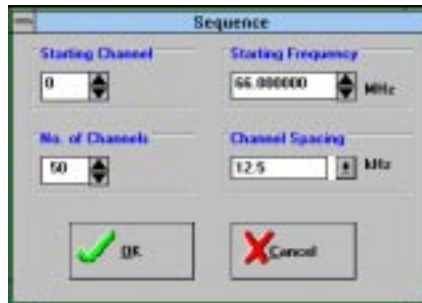 Sequence
Starting Channel
0
Starting Frequency
66.000000 MHz
No. of Channels
50
Channel Spacing
12.5 kHz
OK
Cancel